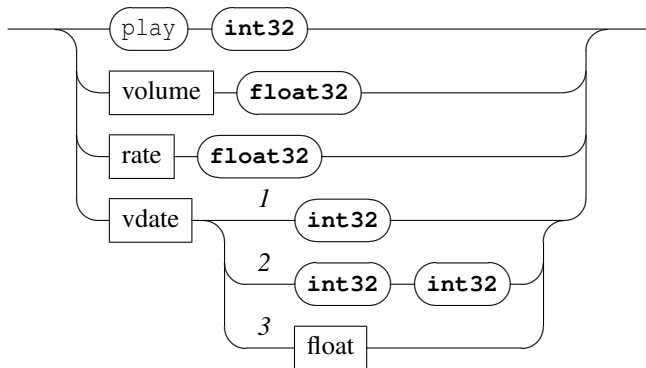 play int32
volume float32
rate float32
vdate 1 int32
2 int32 int32
3 float